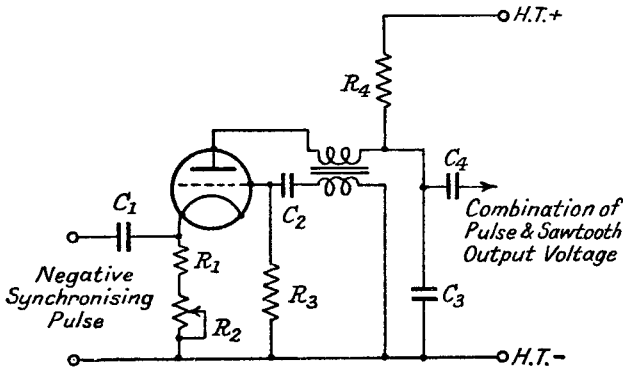 H.T.+
R4
C4
C1
C2
Combination of
Pulse & Sawtooth
Output Voltage
Negative
Synchronising
Pulse
R1
R3
C3
R2
H.T.-